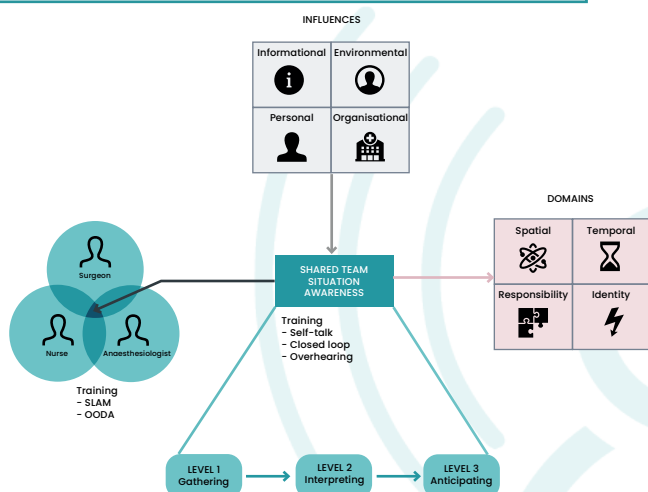 INFLUENCES
Informational
Environmental
Personal
Organisational
DOMAINS
Spatial
Temporal
Responsibility
Identity
SHARED TEAM
SITUATION
AWARENESS
Training
- Self-talk
- Closed loop
- Overhearing
Surgeon
Nurse
Anaesthesiologist
Training
- SLAM
- OODA
LEVEL 1
Gathering
LEVEL 2
Interpreting
LEVEL 3
Anticipating